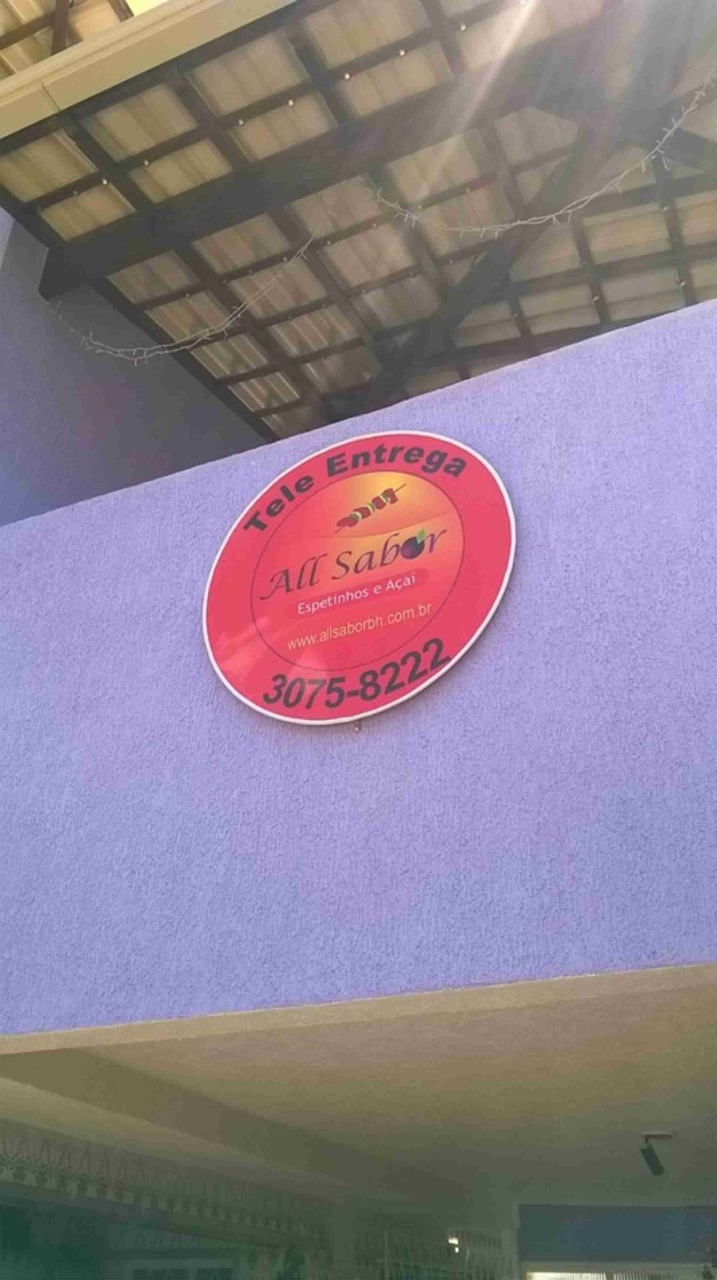 Tele Entrega
All Sabor
Espetinhos e Açaí
www.allsaborbh.com.br
3075-8222